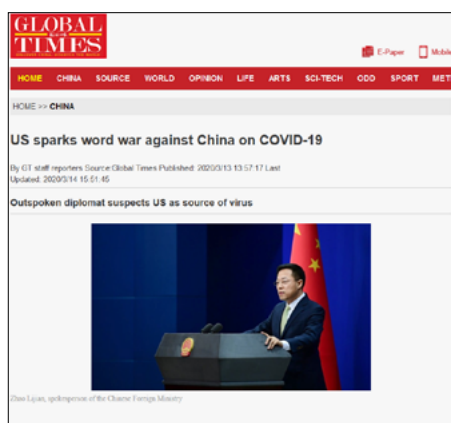 GLOBAL
TIMES
E-Paper Mobile
HOME CHINA SOURCE WORLD OPINION LIFE ARTS SCI-TECH ODD SPORT MET
HOME >> CHINA
US sparks word war against China on COVID-19
By GT staff reporters Source:Global Times Published: 2020/3/13 13:57:17 Last
Updated: 2020/3/14 15:51:45
Outspoken diplomat suspects US as source of virus
Zhao Lijian, spokesperson of the Chinese Foreign Ministry